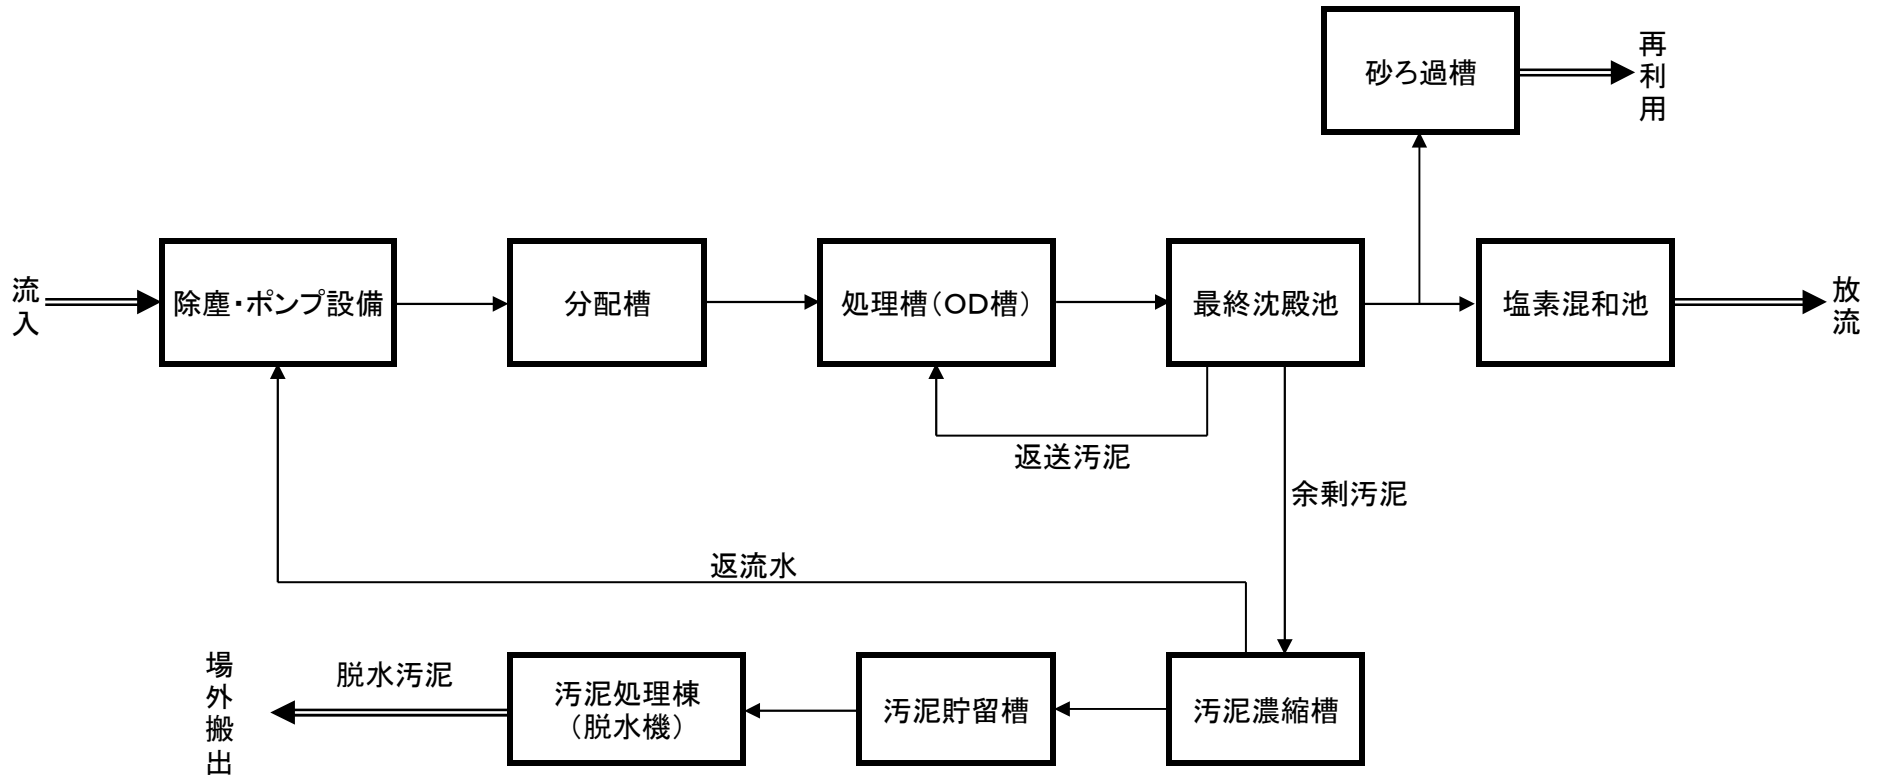 砂ろ過槽
再利用
流入
除塵・ポンプ設備
分配槽
処理槽(OD槽)
最終沈殿池
塩素混和池
放流
返送汚泥
余剰汚泥
返流水
場外搬出
脱水汚泥
汚泥処理棟
(脱水機)
汚泥貯留槽
汚泥濃縮槽